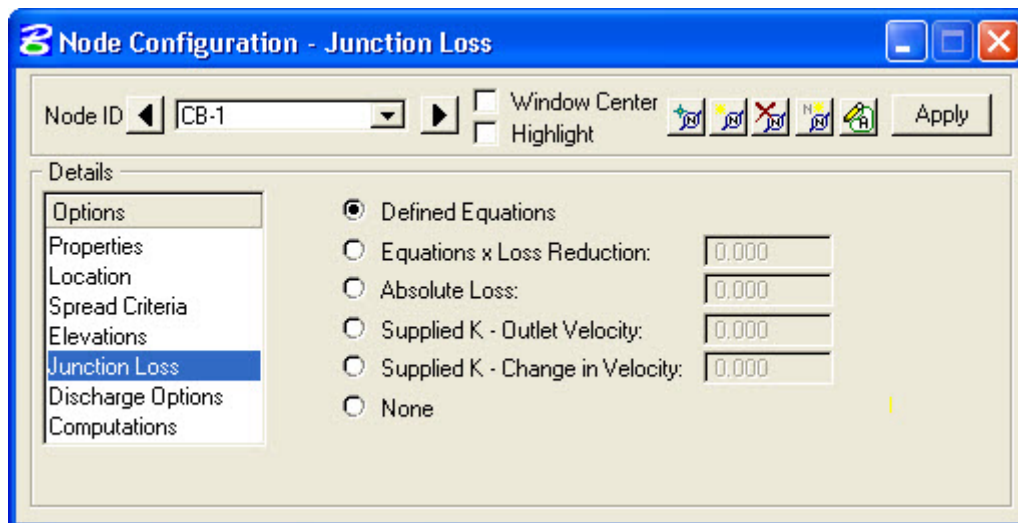 Node Configuration - Junction Loss
Node ID CB-1 Window Center Apply
Highlight
Details
Options
Properties
Location
Spread Criteria
Elevations
Junction Loss
Discharge Options
Computations
Defined Equations
Equations x Loss Reduction: 0.000
Absolute Loss: 0.000
Supplied K - Outlet Velocity: 0.000
Supplied K - Change in Velocity: 0.000
None